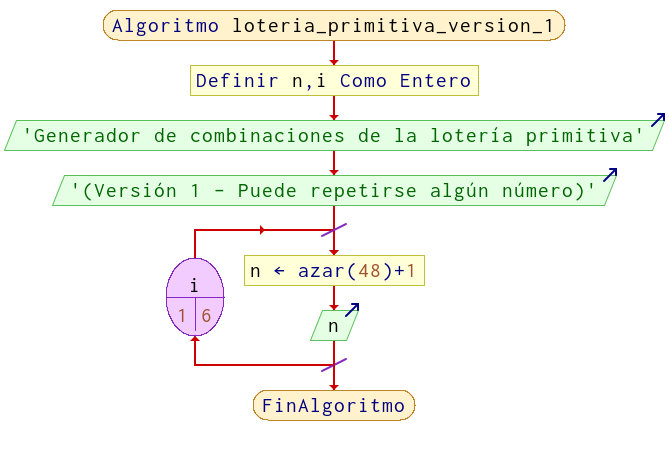 Algoritmo loteria_primitiva_version_1
Definir n,i Como Entero
'Generador de combinaciones de la lotería primitiva'
'(Versión 1 - Puede repetirse algún número)'
n ← azar(48)+1
i
1 6
n
FinAlgoritmo